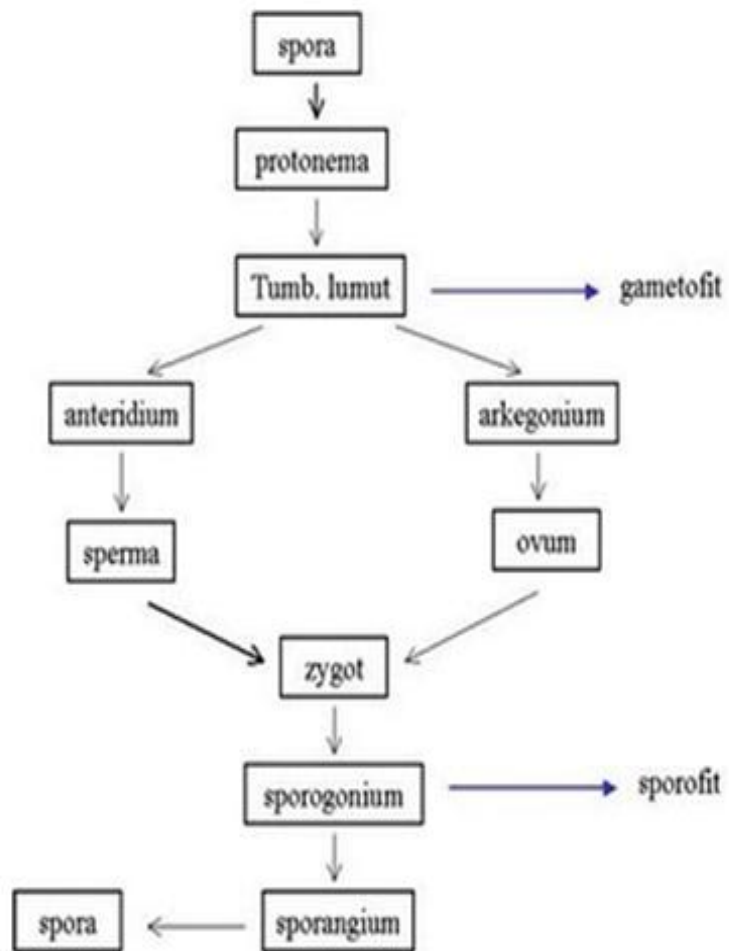 spora
protonema
Tumb. lumut
gametofit
anteridium
arkegonium
sperma
ovum
zygot
sporogonium
sporofit
spora
sporangium